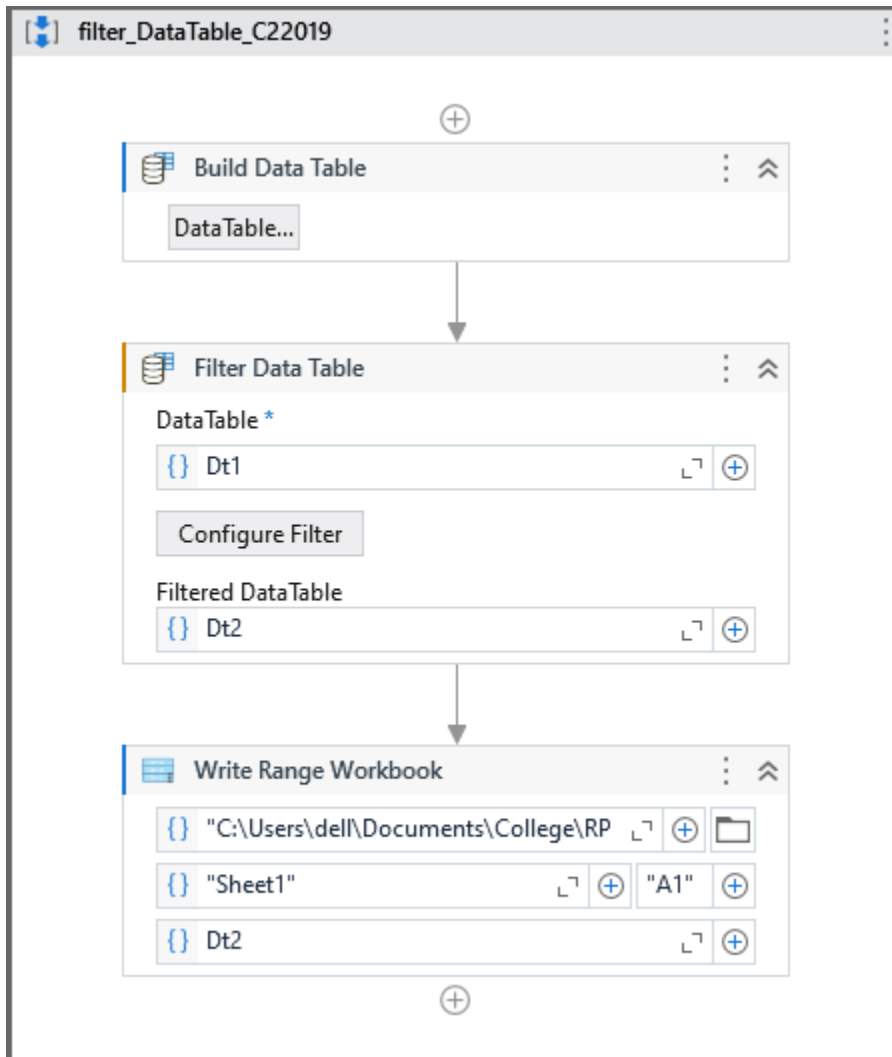 filter_DataTable_C22019
Build Data Table
DataTable...
Filter Data Table
DataTable *
{} Dt1
Configure Filter
Filtered DataTable
{} Dt2
Write Range Workbook
{} "C:\Users\dell\Documents\College\RP
{} "Sheet1" "A1"
{} Dt2